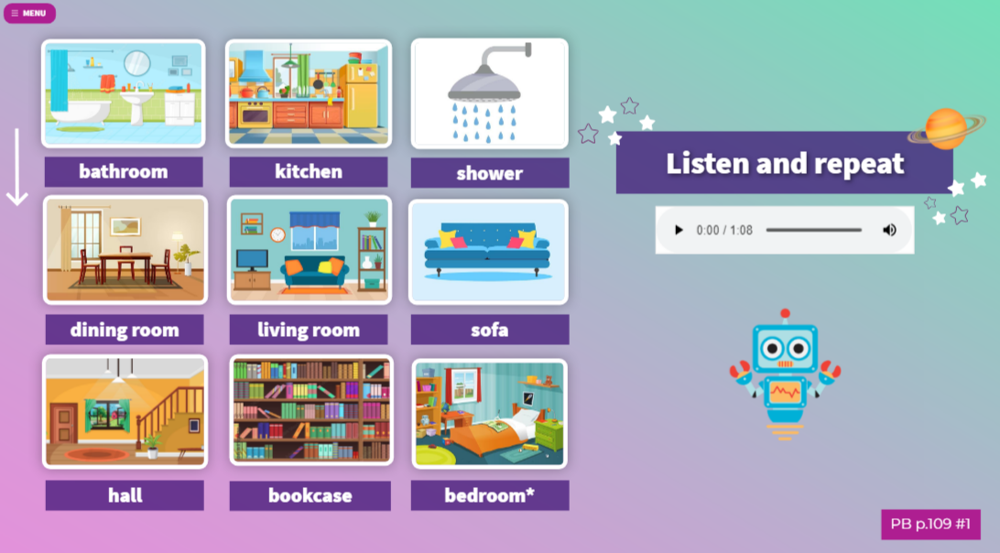 ☰ MENU
bathroom
kitchen
shower
dining room
living room
sofa
hall
bookcase
bedroom*
Listen and repeat
0:00 / 1:08
PB p.109 #1